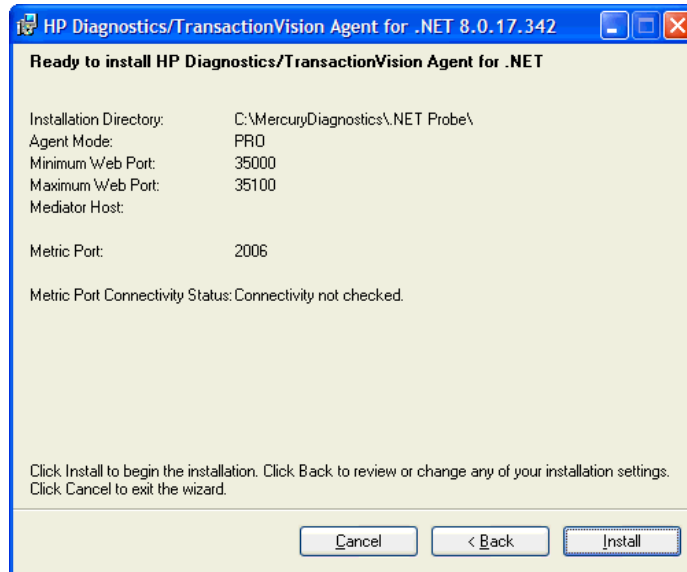 HP Diagnostics/TransactionVision Agent for .NET 8.0.17.342
Ready to install HP Diagnostics/TransactionVision Agent for .NET
Installation Directory: C:\MercuryDiagnostics\.NET Probe\
Agent Mode: PRO
Minimum Web Port: 35000
Maximum Web Port: 35100
Mediator Host:
Metric Port: 2006
Metric Port Connectivity Status: Connectivity not checked.
Click Install to begin the installation. Click Back to review or change any of your installation settings.
Click Cancel to exit the wizard.
Cancel < Back Install